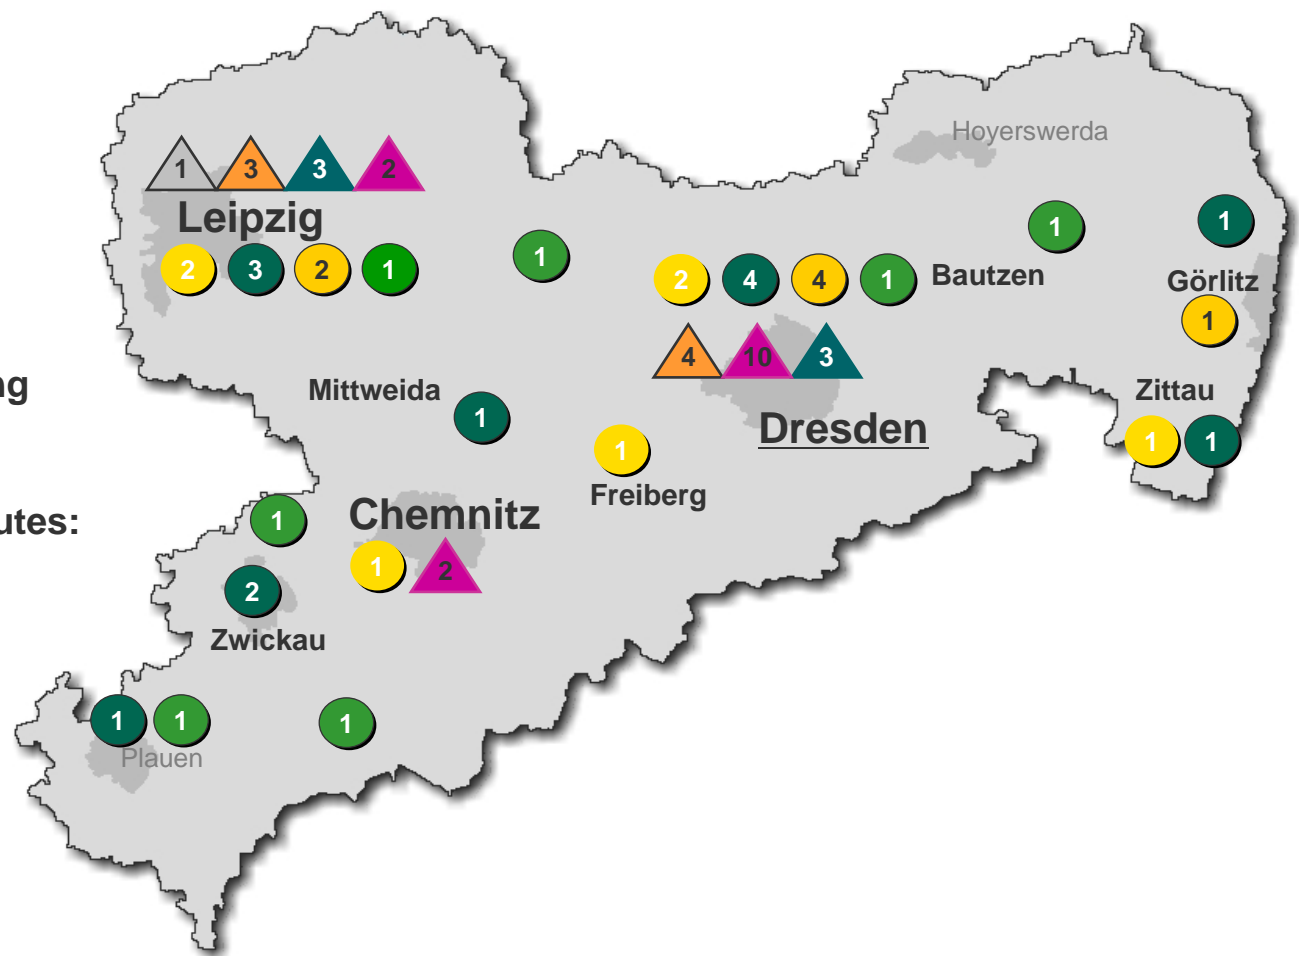 Hoyerswerda
1 3 3 2
Leipzig
2 3 2 1
1
2 4 4 1
Bautzen
1
1
Görlitz
1
4 10 3
Dresden
ng
Mittweida
1
1
Freiberg
Zittau
1 1
utes:
Chemnitz
1 2
1
2
Zwickau
1 1
Plauen
1